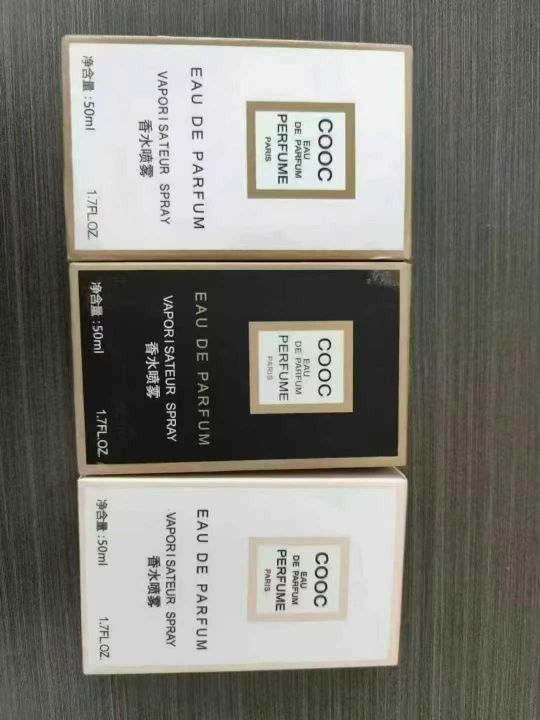 COOC
EAU
DE PARFUM
PERFUME
PARIS
EAU DE PARFUM
VAPORISATEUR SPRAY
香水喷雾
净含量:50ml
1.7FL.OZ.
COOC
EAU
DE PARFUM
PERFUME
PARIS
EAU DE PARFUM
VAPORISATEUR SPRAY
香水喷雾
净含量:50ml
1.7FL.OZ.
COOC
EAU
DE PARFUM
PERFUME
PARIS
EAU DE PARFUM
VAPORISATEUR SPRAY
香水喷雾
净含量:50ml
1.7FL.OZ.